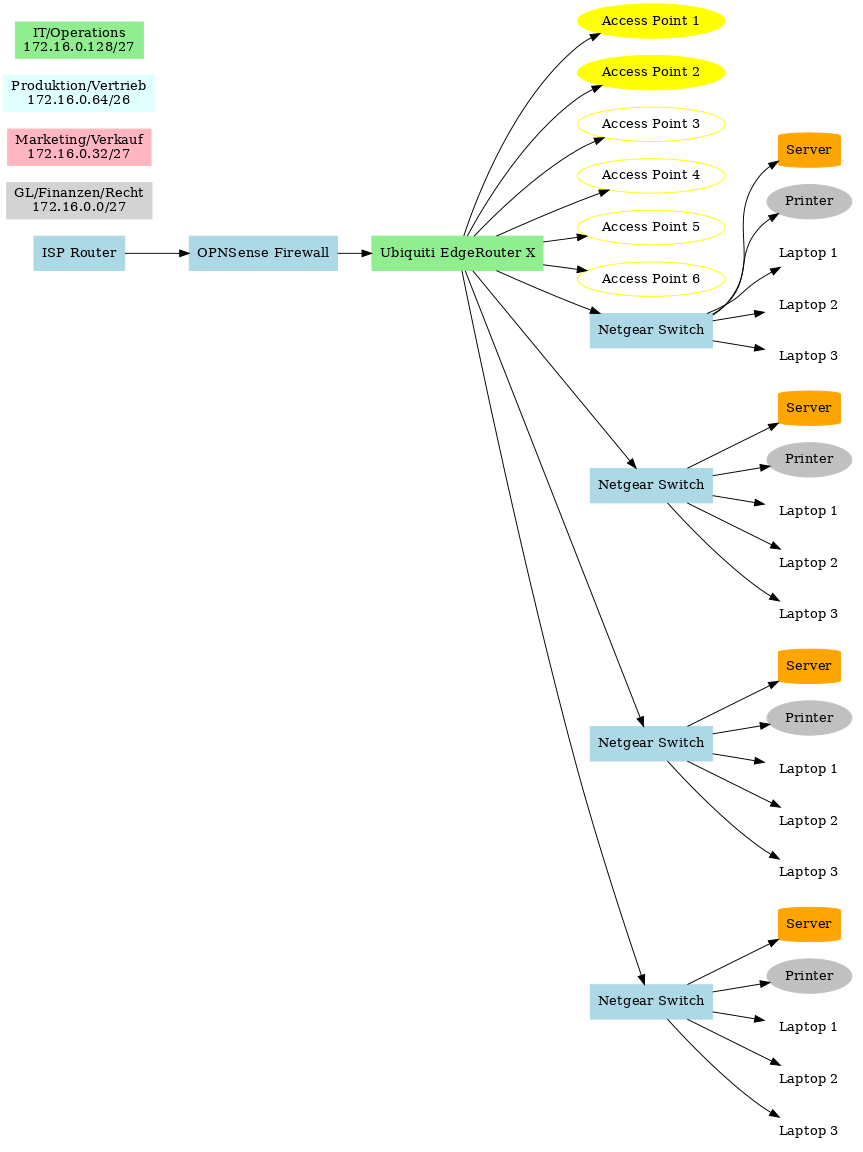 IT/Operations
172.16.0.128/27
Produktion/Vertrieb
172.16.0.64/26
Marketing/Verkauf
172.16.0.32/27
GL/Finanzen/Recht
172.16.0.0/27
ISP Router
OPNSense Firewall
Ubiquiti EdgeRouter X
Access Point 1
Access Point 2
Access Point 3
Access Point 4
Access Point 5
Access Point 6
Netgear Switch
Server
Printer
Laptop 1
Laptop 2
Laptop 3
Netgear Switch
Server
Printer
Laptop 1
Laptop 2
Laptop 3
Netgear Switch
Server
Printer
Laptop 1
Laptop 2
Laptop 3
Netgear Switch
Server
Printer
Laptop 1
Laptop 2
Laptop 3